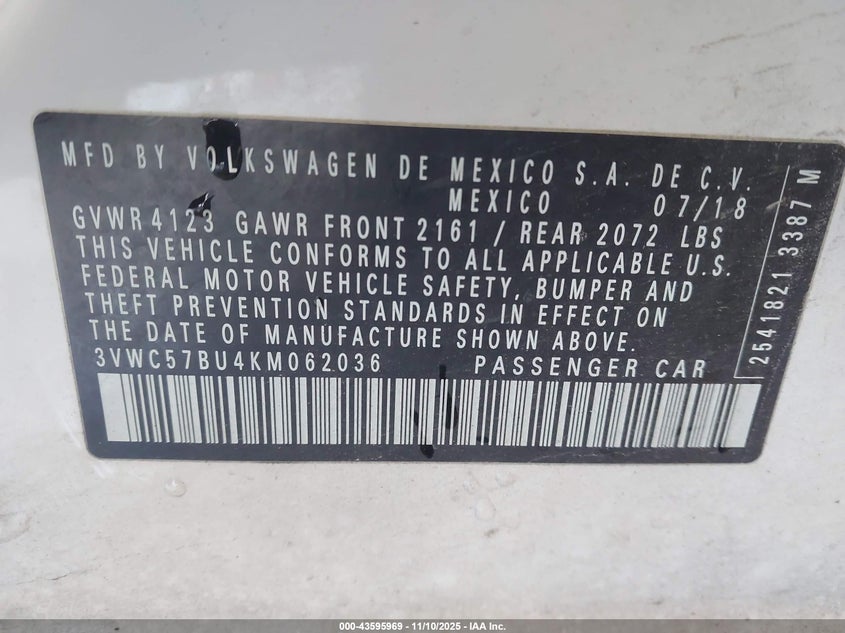 MFD BY VOLKSWAGEN DE MEXICO S.A. DE C.V.
MEXICO 07/18
GVWR 4123 GAWR FRONT 2161 / REAR 2072 LBS
THIS VEHICLE CONFORMS TO ALL APPLICABLE U.S.
FEDERAL MOTOR VEHICLE SAFETY, BUMPER AND
THEFT PREVENTION STANDARDS IN EFFECT ON
THE DATE OF MANUFACTURE SHOWN ABOVE.
3VWC57BU4KM062036 PASSENGER CAR
2541821 3387 M
000-43595969 — 11/10/2025 — IAA Inc.